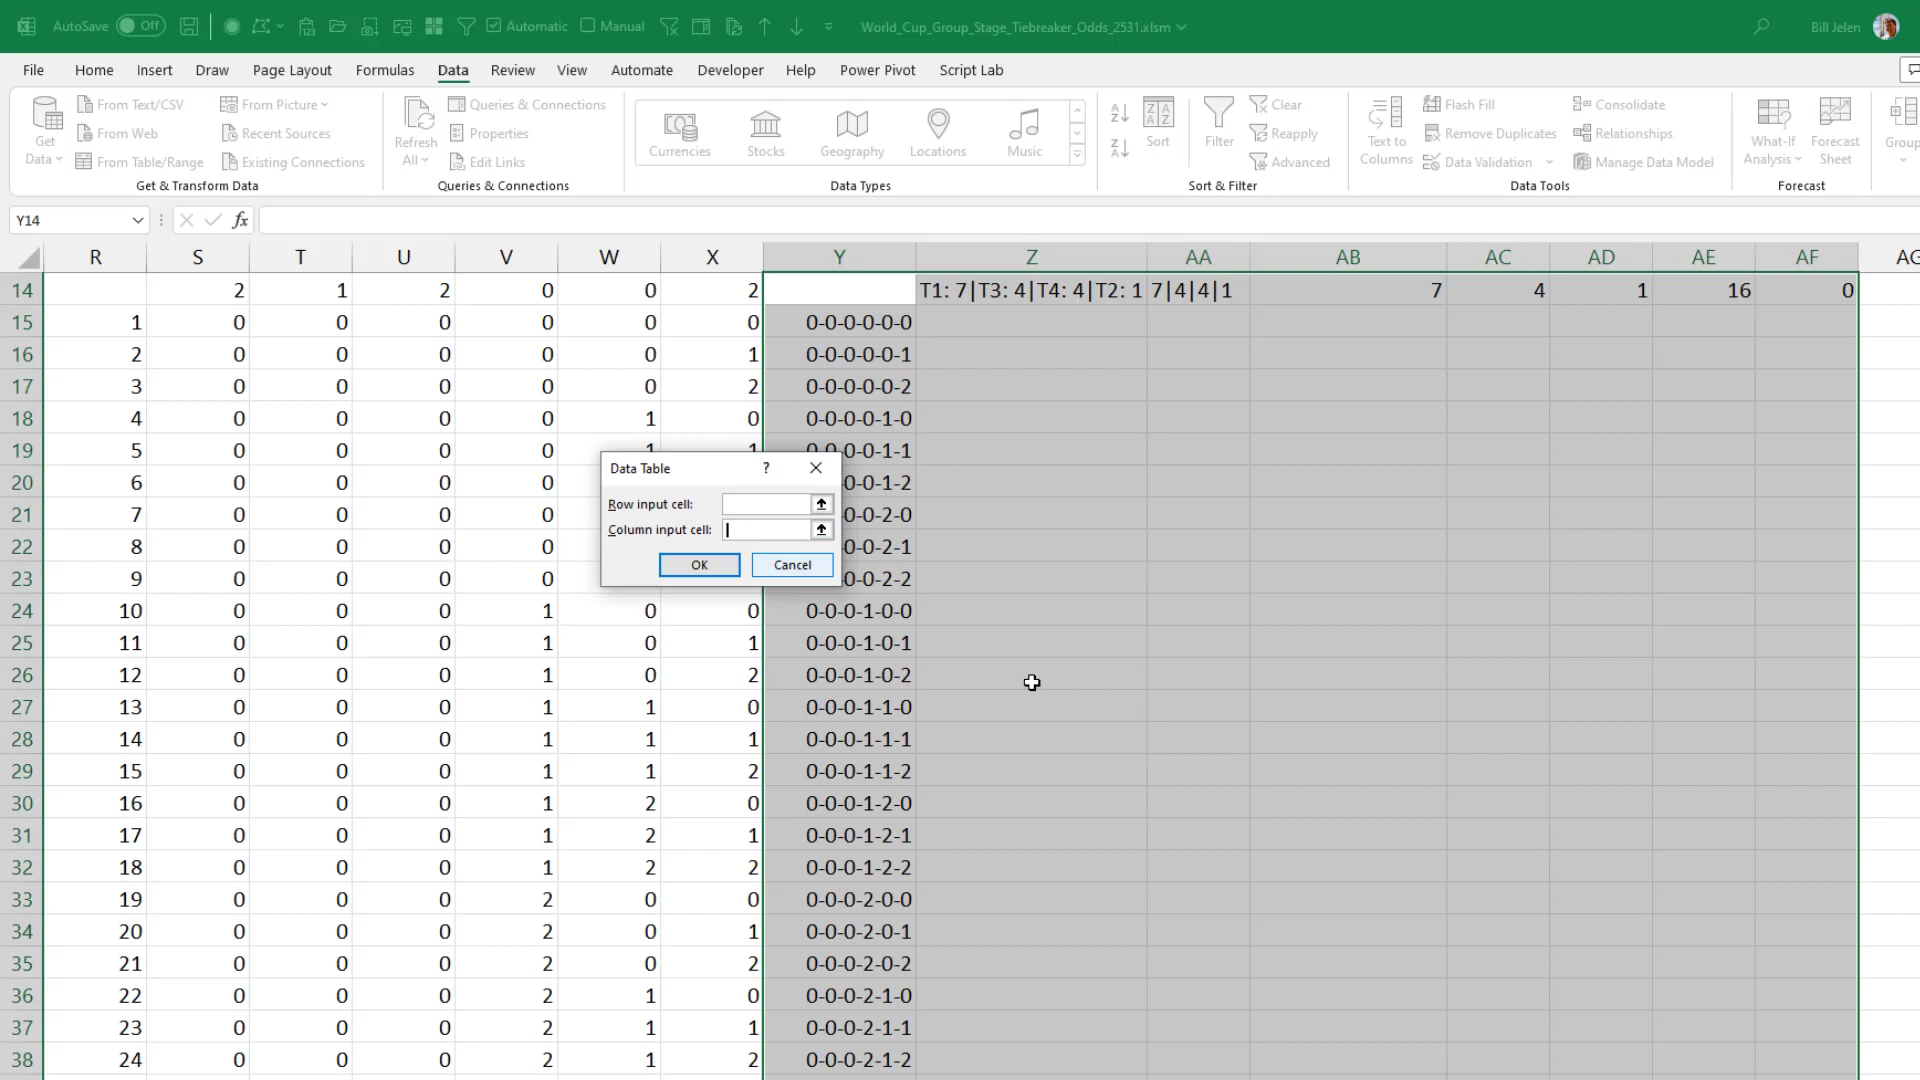 AutoSave Off Automatic Manual World_Cup_Group_Stage_Tiebreaker_Odds_2531.xlsm Bill Jelen
File Home Insert Draw Page Layout Formulas Data Review View Automate Developer Help Power Pivot Script Lab
Get Data
From Text/CSV
From Web
From Table/Range
From Picture
Recent Sources
Existing Connections
Get & Transform Data
Refresh All
Queries & Connections
Properties
Edit Links
Queries & Connections
Currencies Stocks Geography Locations Music
Data Types
Sort
Filter
Clear
Reapply
Advanced
Sort & Filter
Text to Columns
Flash Fill
Remove Duplicates
Data Validation
Consolidate
Relationships
Manage Data Model
Data Tools
What-If Analysis
Forecast Sheet
Forecast
Group
Y14 fx
R S T U V W X Y Z AA AB AC AD AE AF AG
14 2 1 2 0 0 2 T1: 7|T3: 4|T4: 4|T2: 1 7|4|4|1 7 4 1 16 0
15 1 0 0 0 0 0 0 0-0-0-0-0-0
16 2 0 0 0 0 0 1 0-0-0-0-0-1
17 3 0 0 0 0 0 2 0-0-0-0-0-2
18 4 0 0 0 0 1 0 0-0-0-0-1-0
19 5 0 0 0 0 1 1 0-0-0-0-1-1
20 6 0 0 0 0 0-0-1-2
21 7 0 0 0 0 0-0-2-0
22 8 0 0 0 0 0-0-2-1
23 9 0 0 0 0 0-0-2-2
Data Table ?
Row input cell:
Column input cell:
OK Cancel
24 10 0 0 0 1 0 0 0-0-0-1-0-0
25 11 0 0 0 1 0 1 0-0-0-1-0-1
26 12 0 0 0 1 0 2 0-0-0-1-0-2
27 13 0 0 0 1 1 0 0-0-0-1-1-0
28 14 0 0 0 1 1 1 0-0-0-1-1-1
29 15 0 0 0 1 1 2 0-0-0-1-1-2
30 16 0 0 0 1 2 0 0-0-0-1-2-0
31 17 0 0 0 1 2 1 0-0-0-1-2-1
32 18 0 0 0 1 2 2 0-0-0-1-2-2
33 19 0 0 0 2 0 0 0-0-0-2-0-0
34 20 0 0 0 2 0 1 0-0-0-2-0-1
35 21 0 0 0 2 0 2 0-0-0-2-0-2
36 22 0 0 0 2 1 0 0-0-0-2-1-0
37 23 0 0 0 2 1 1 0-0-0-2-1-1
38 24 0 0 0 2 1 2 0-0-0-2-1-2